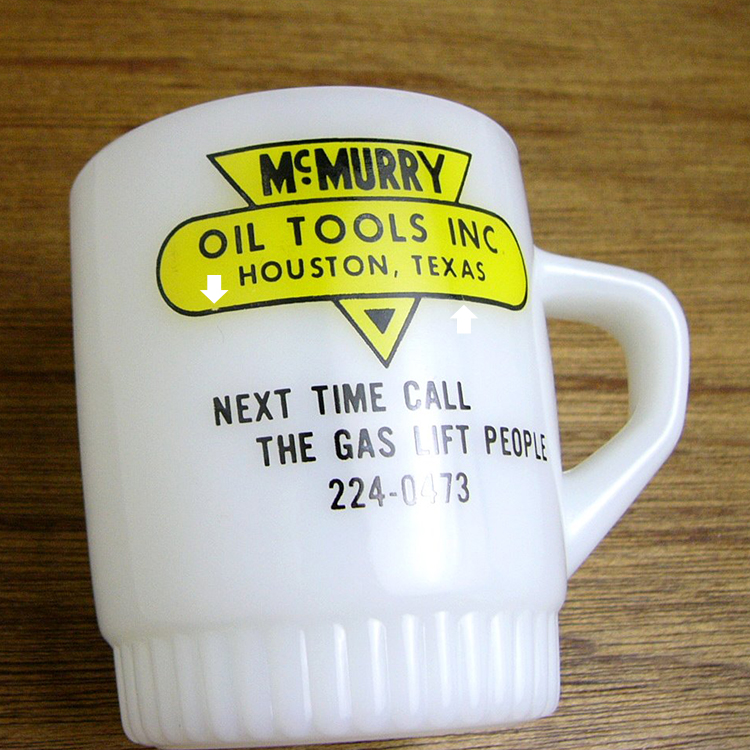 McMURRY
OIL TOOLS INC.
HOUSTON, TEXAS
NEXT TIME CALL
THE GAS LIFT PEOPLE
224-0473